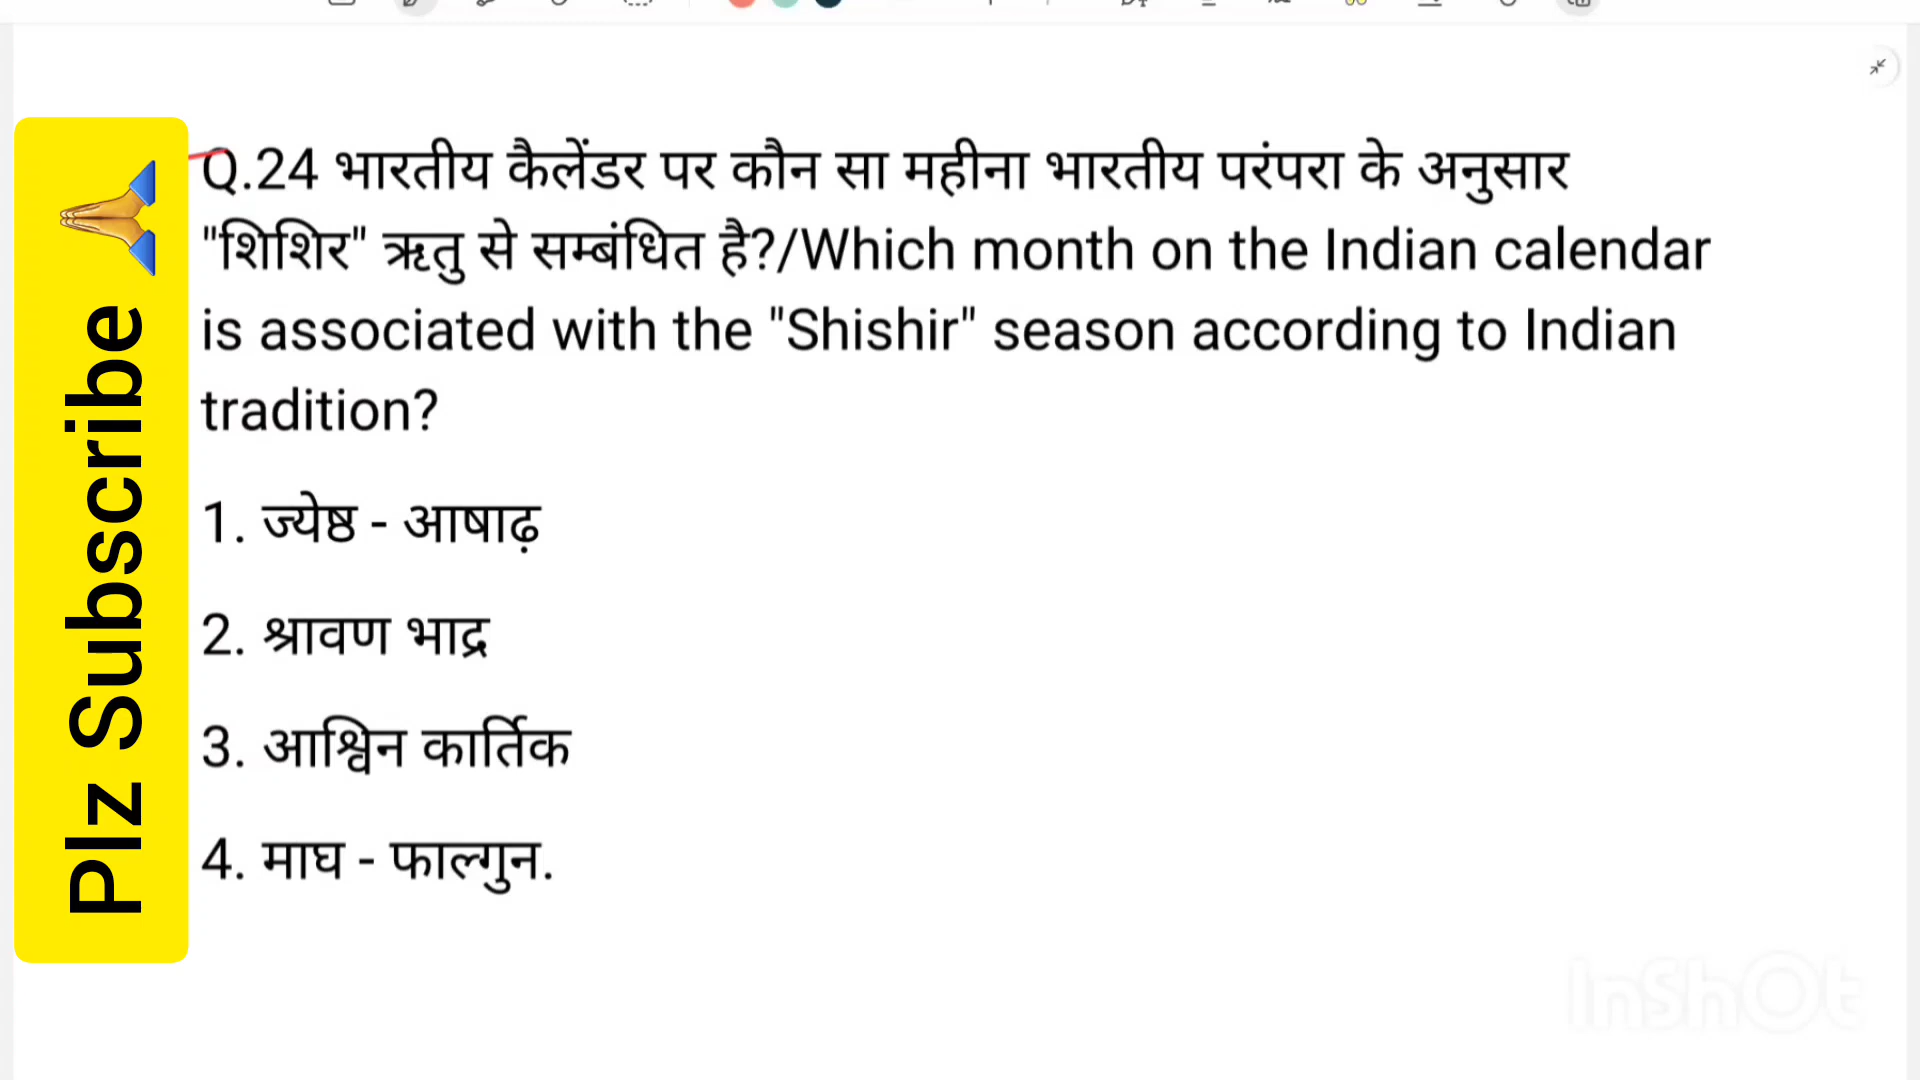 Plz Subscribe 🙏
Q.24 भारतीय कैलेंडर पर कौन सा महीना भारतीय परंपरा के अनुसार
"शिशिर" ऋतु से सम्बंधित है?/Which month on the Indian calendar
is associated with the "Shishir" season according to Indian
tradition?
1. ज्येष्ठ - आषाढ़
2. श्रावण भाद्र
3. आश्विन कार्तिक
4. माघ - फाल्गुन.
InShOt